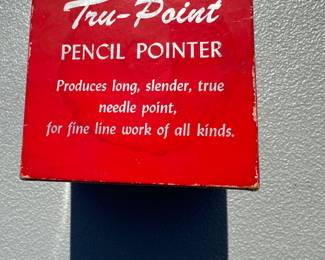 Tru-Point
PENCIL POINTER
Produces long, slender, true
needle point,
for fine line work of all kinds.